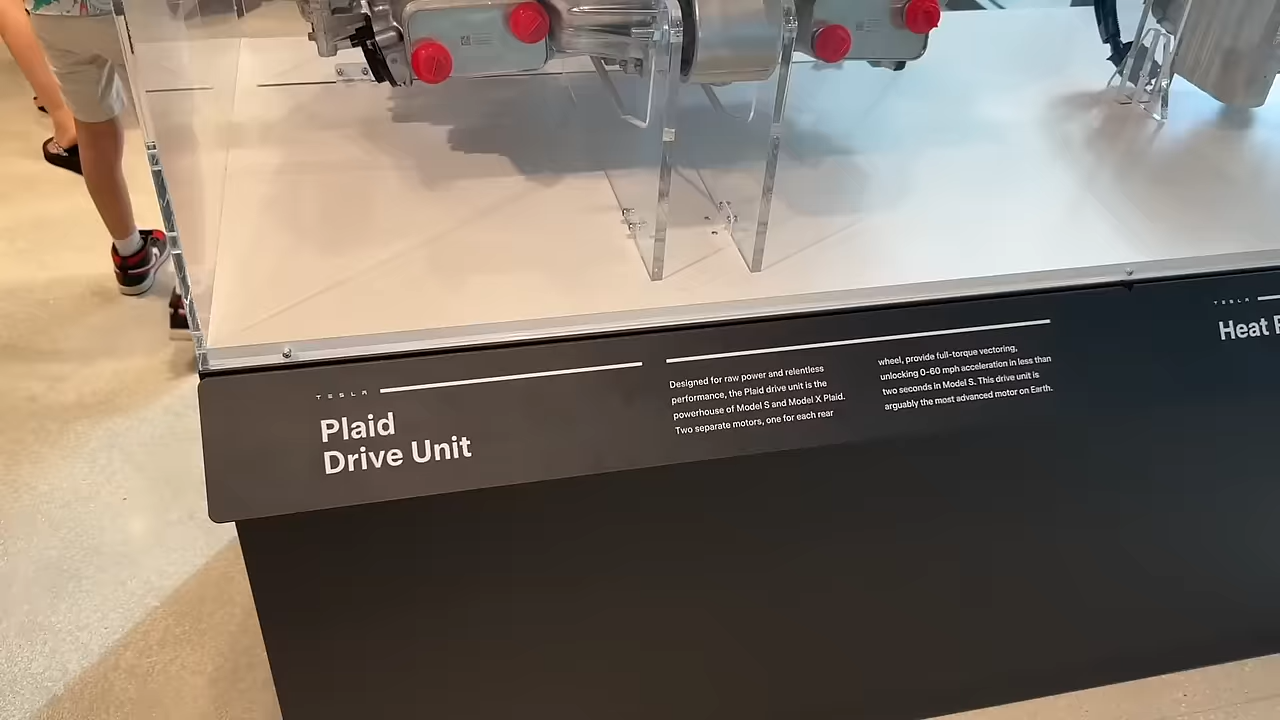 TESLA
Plaid
Drive Unit
Designed for raw power and relentless
performance, the Plaid drive unit is the
powerhouse of Model S and Model X Plaid.
Two separate motors, one for each rear
wheel, provide full-torque vectoring,
unlocking 0-60 mph acceleration in less than
two seconds in Model S. This drive unit is
arguably the most advanced motor on Earth.
TESLA
Heat